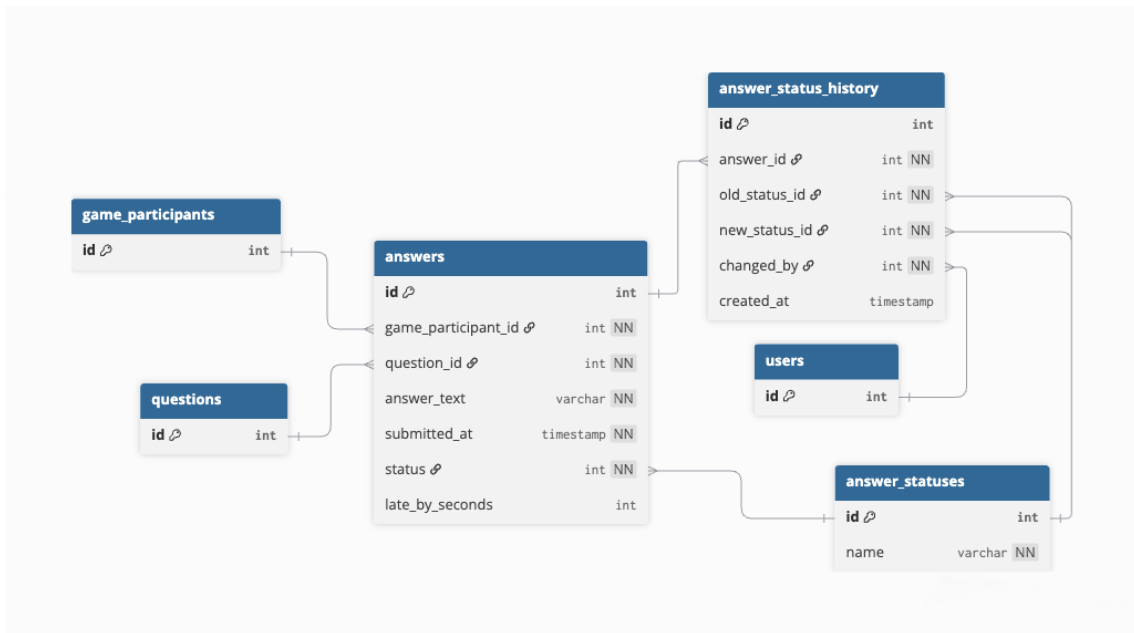 answer_status_history
id int
answer_id int NN
old_status_id int NN
new_status_id int NN
changed_by int NN
created_at timestamp
game_participants
id int
answers
id int
game_participant_id int NN
question_id int NN
answer_text varchar NN
submitted_at timestamp NN
status int NN
late_by_seconds int
users
id int
questions
id int
answer_statuses
id int
name varchar NN